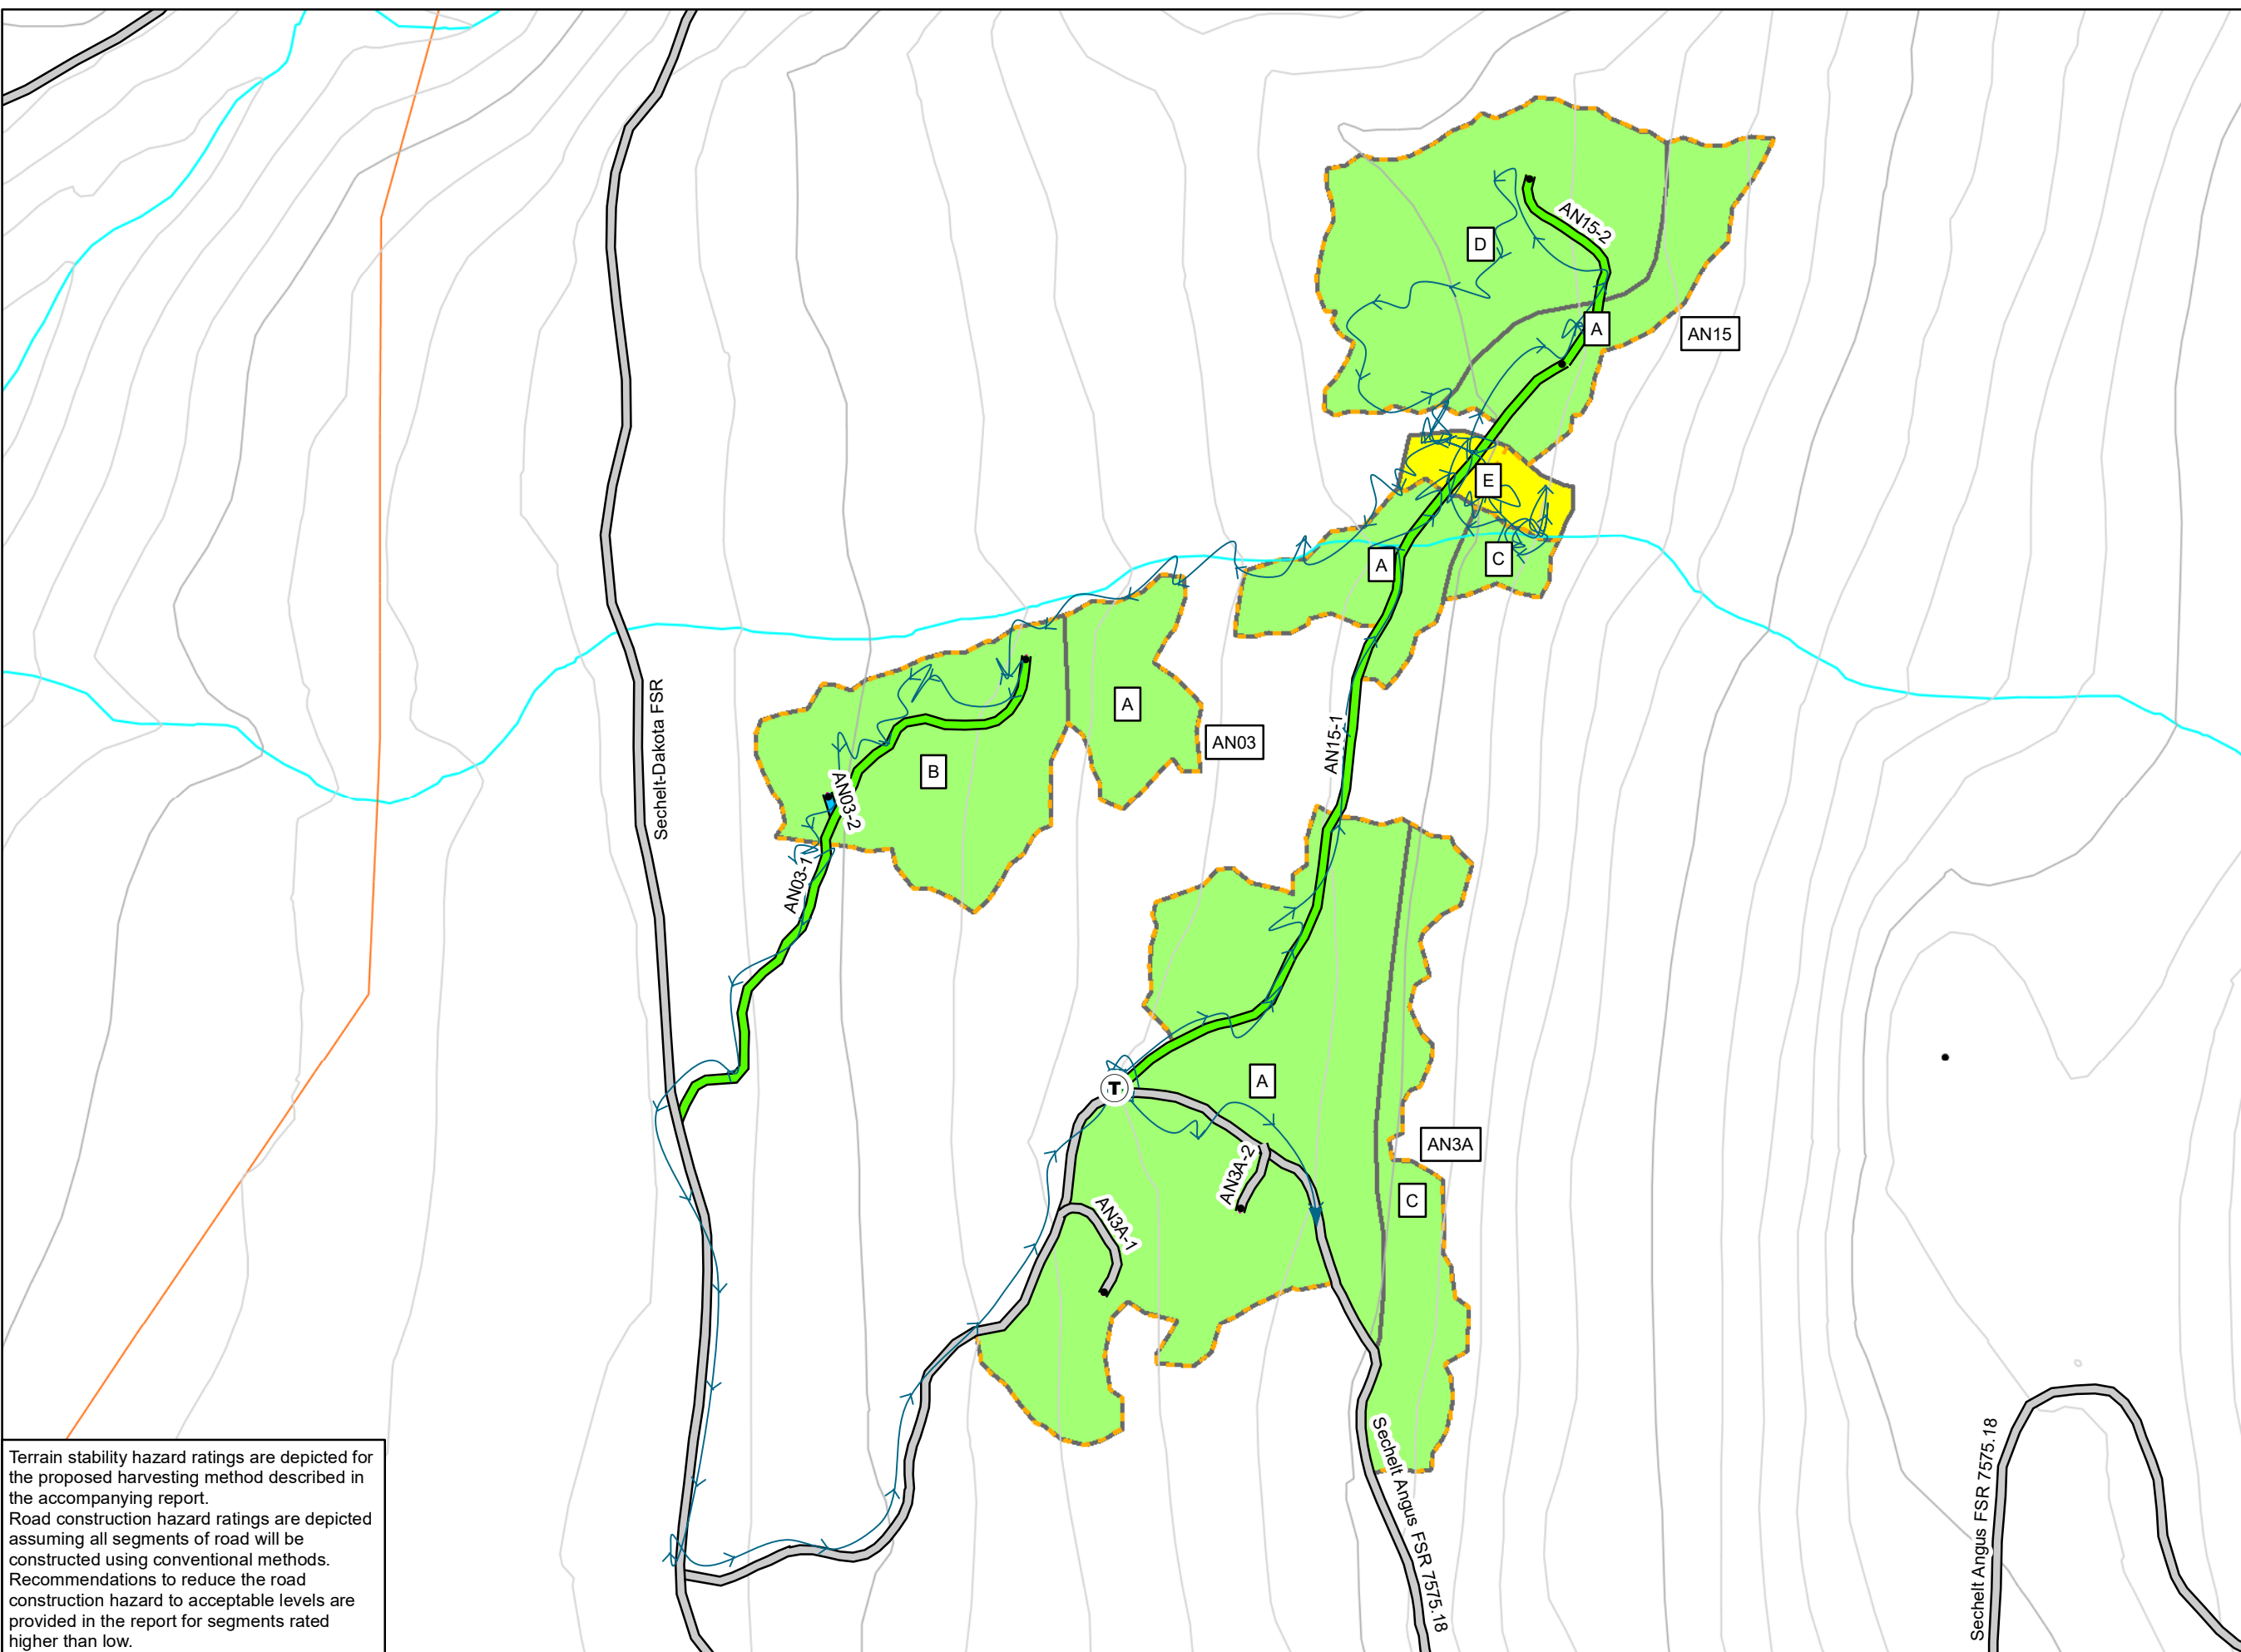 AN15-2
D
A
AN15
E
A
C
A
AN03
B
AN03-2
AN03-1
AN15-1
Sechelt-Dakota FSR
T
A
AN3A
AN3A-2
AN3A-1
C
Sechelt Angus FSR 7575.18
Sechelt Angus FSR 7575.18
Terrain stability hazard ratings are depicted for
the proposed harvesting method described in
the accompanying report.
Road construction hazard ratings are depicted
assuming all segments of road will be
constructed using conventional methods.
Recommendations to reduce the road
construction hazard to acceptable levels are
provided in the report for segments rated
higher than low.